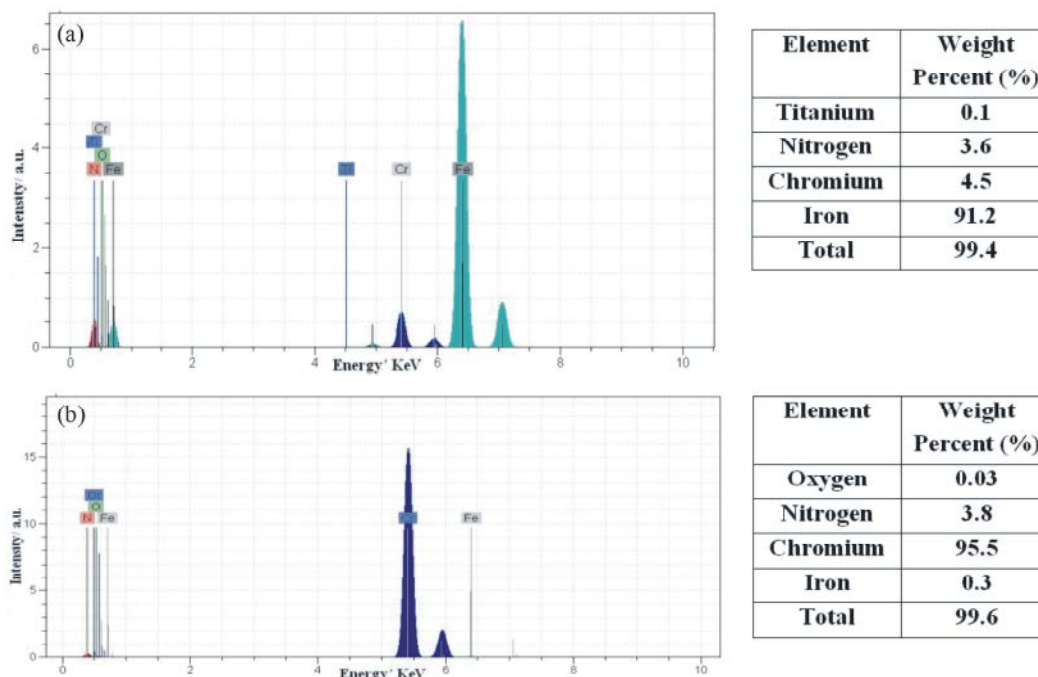 (a)
6
4
2
0
Intensity/ a.u.
Cr
Ti
O
N Fe
Ti Cr Fe
0 2 4 6 8 10
Energy/ KeV
Element Weight Percent (%)
Titanium 0.1
Nitrogen 3.6
Chromium 4.5
Iron 91.2
Total 99.4
(b)
15
10
5
0
Intensity/ a.u.
Cr
O
N Fe
Cr Fe
0 2 4 6 8 10
Energy/ KeV
Element Weight Percent (%)
Oxygen 0.03
Nitrogen 3.8
Chromium 95.5
Iron 0.3
Total 99.6